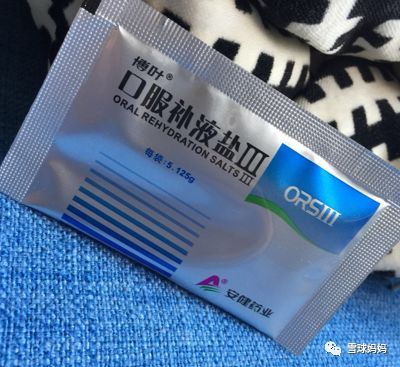 博叶®
口服补液盐III
ORAL REHYDRATION SALTS III
每袋:5.125g
ORSIII
A®
安健药业
雪球妈妈